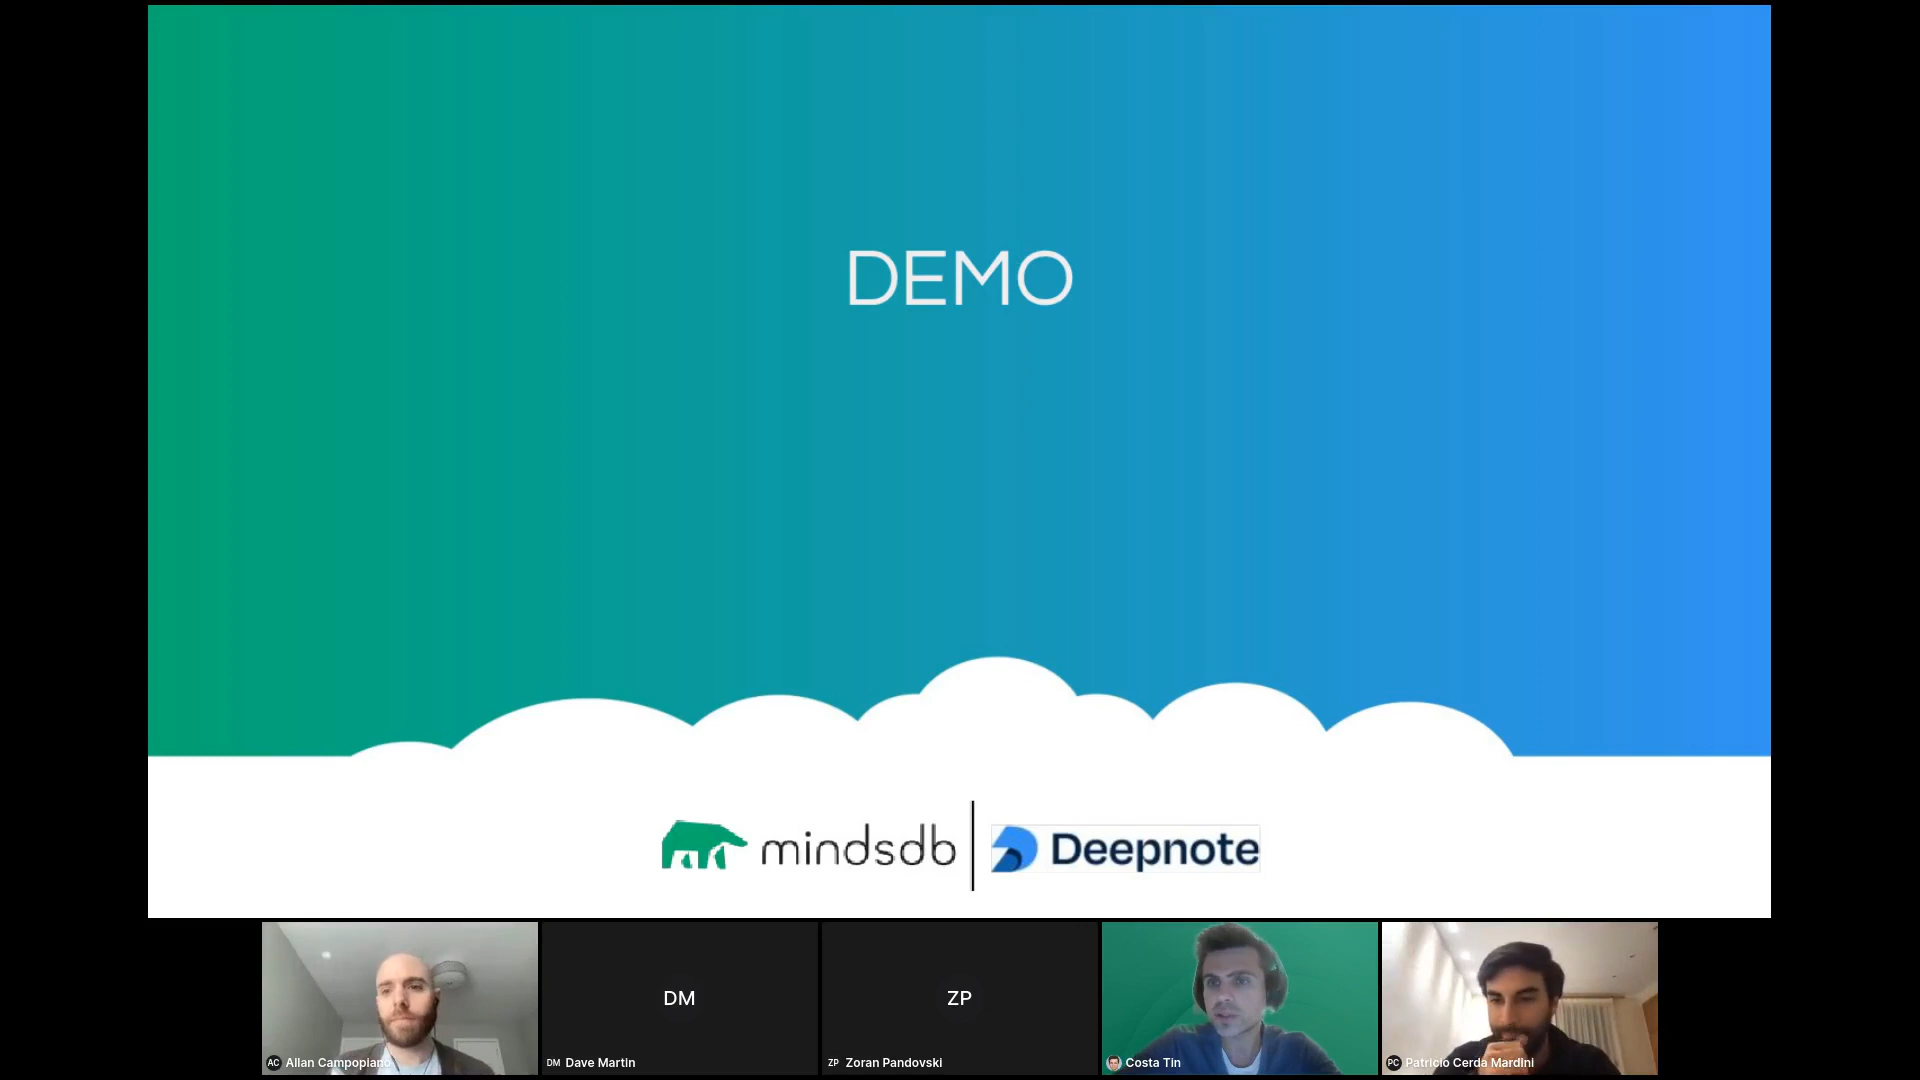 DEMO
mindsdb
Deepnote
DM
ZP
AC Allan Campopiano
DM Dave Martin
ZP Zoran Pandovski
Costa Tin
PC Patricio Cerda Mardini